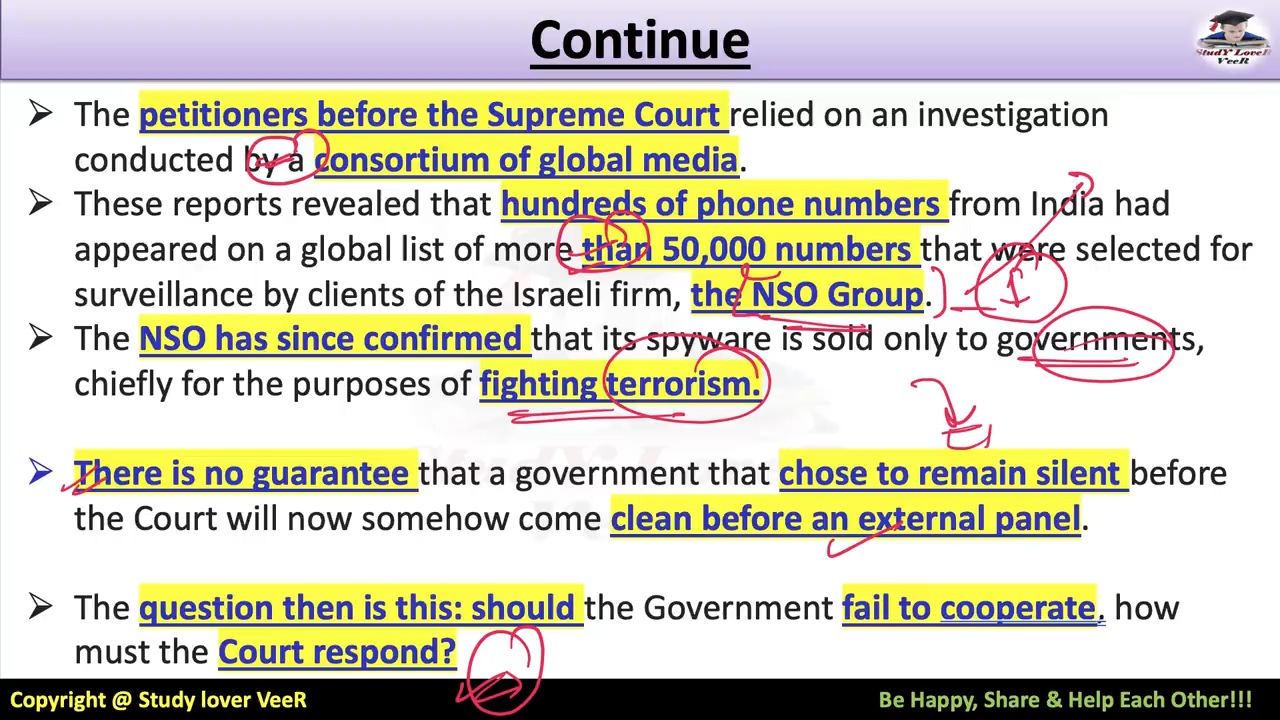 Continue
StudY LoveR
VeeR
➢ The petitioners before the Supreme Court relied on an investigation
conducted by a consortium of global media.
➢ These reports revealed that hundreds of phone numbers from India had
appeared on a global list of more than 50,000 numbers that were selected for
surveillance by clients of the Israeli firm, the NSO Group.
➢ The NSO has since confirmed that its spyware is sold only to governments,
chiefly for the purposes of fighting terrorism.
➢ There is no guarantee that a government that chose to remain silent before
the Court will now somehow come clean before an external panel.
➢ The question then is this: should the Government fail to cooperate, how
must the Court respond?
Copyright @ Study lover VeeR
Be Happy, Share & Help Each Other!!!